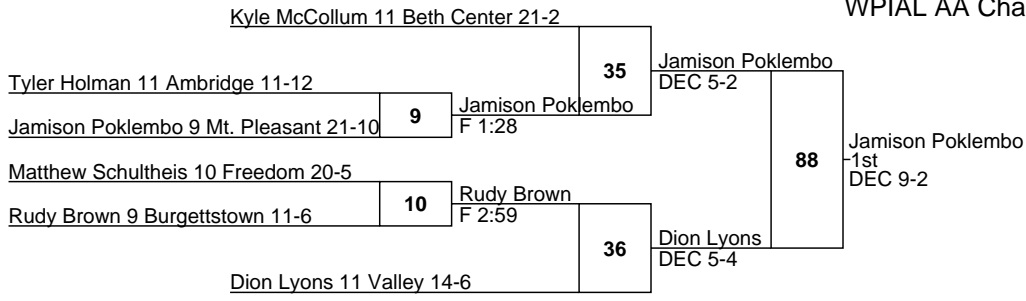 WPIAL AA Cha
Kyle McCollum 11 Beth Center 21-2
35
Jamison Poklembo
DEC 5-2
Tyler Holman 11 Ambridge 11-12
9
Jamison Poklembo
F 1:28
Jamison Poklembo 9 Mt. Pleasant 21-10
88
Jamison Poklembo
1st
DEC 9-2
Matthew Schultheis 10 Freedom 20-5
10
Rudy Brown
F 2:59
Rudy Brown 9 Burgettstown 11-6
36
Dion Lyons
DEC 5-4
Dion Lyons 11 Valley 14-6